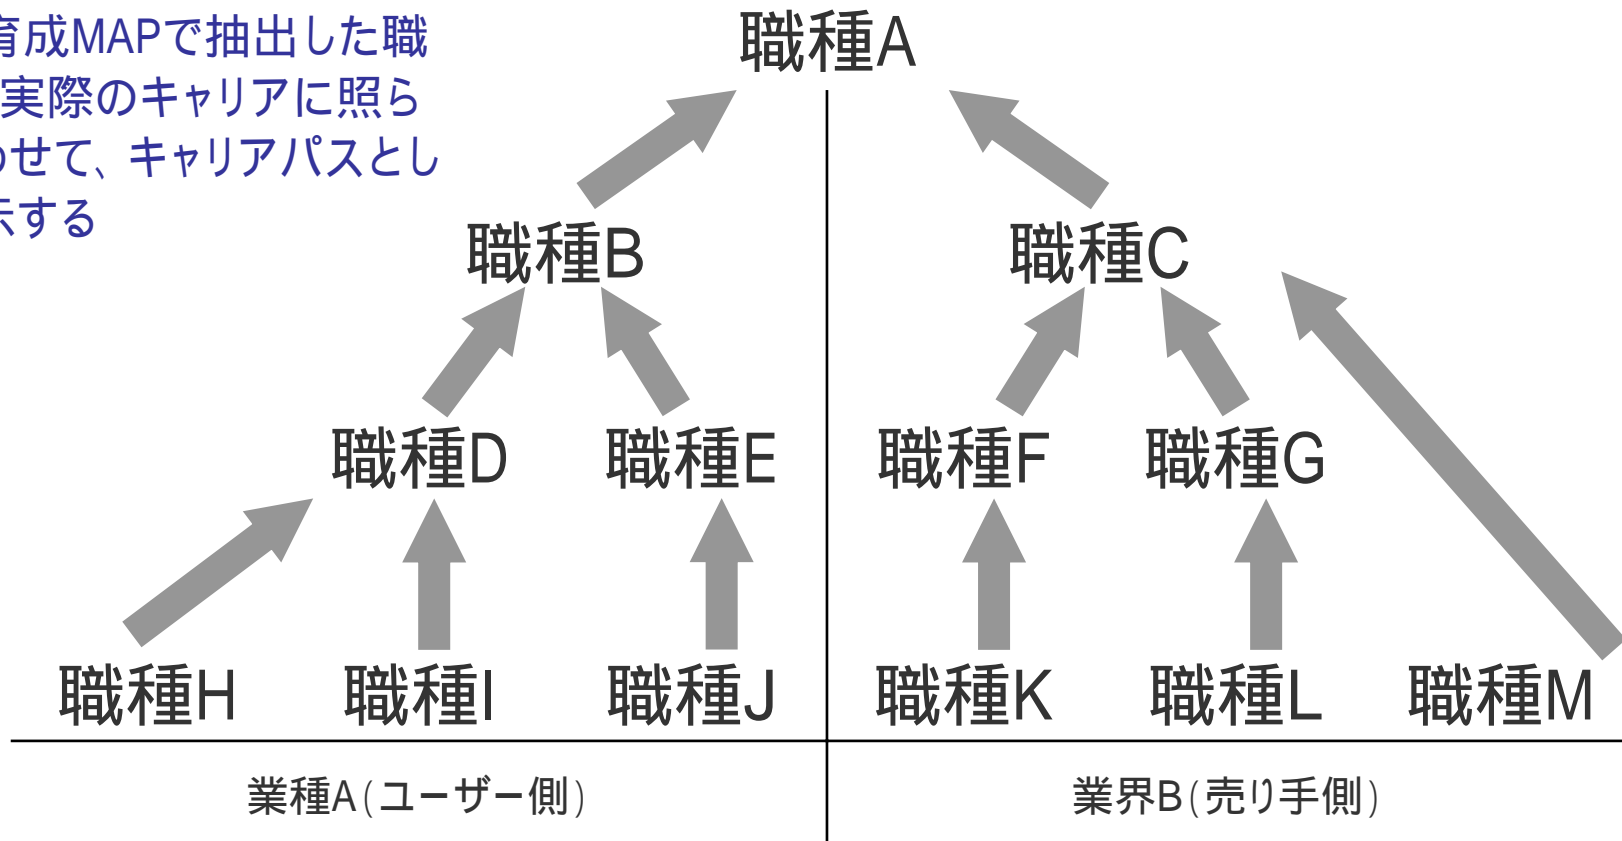 育成MAPで抽出した職
実際のキャリアに照ら
わせて、キャリアパスとし
示する
職種A
職種B
職種C
職種D
職種E
職種F
職種G
職種H
職種I
職種J
職種K
職種L
職種M
業種A(ユーザー側)
業界B(売り手側)